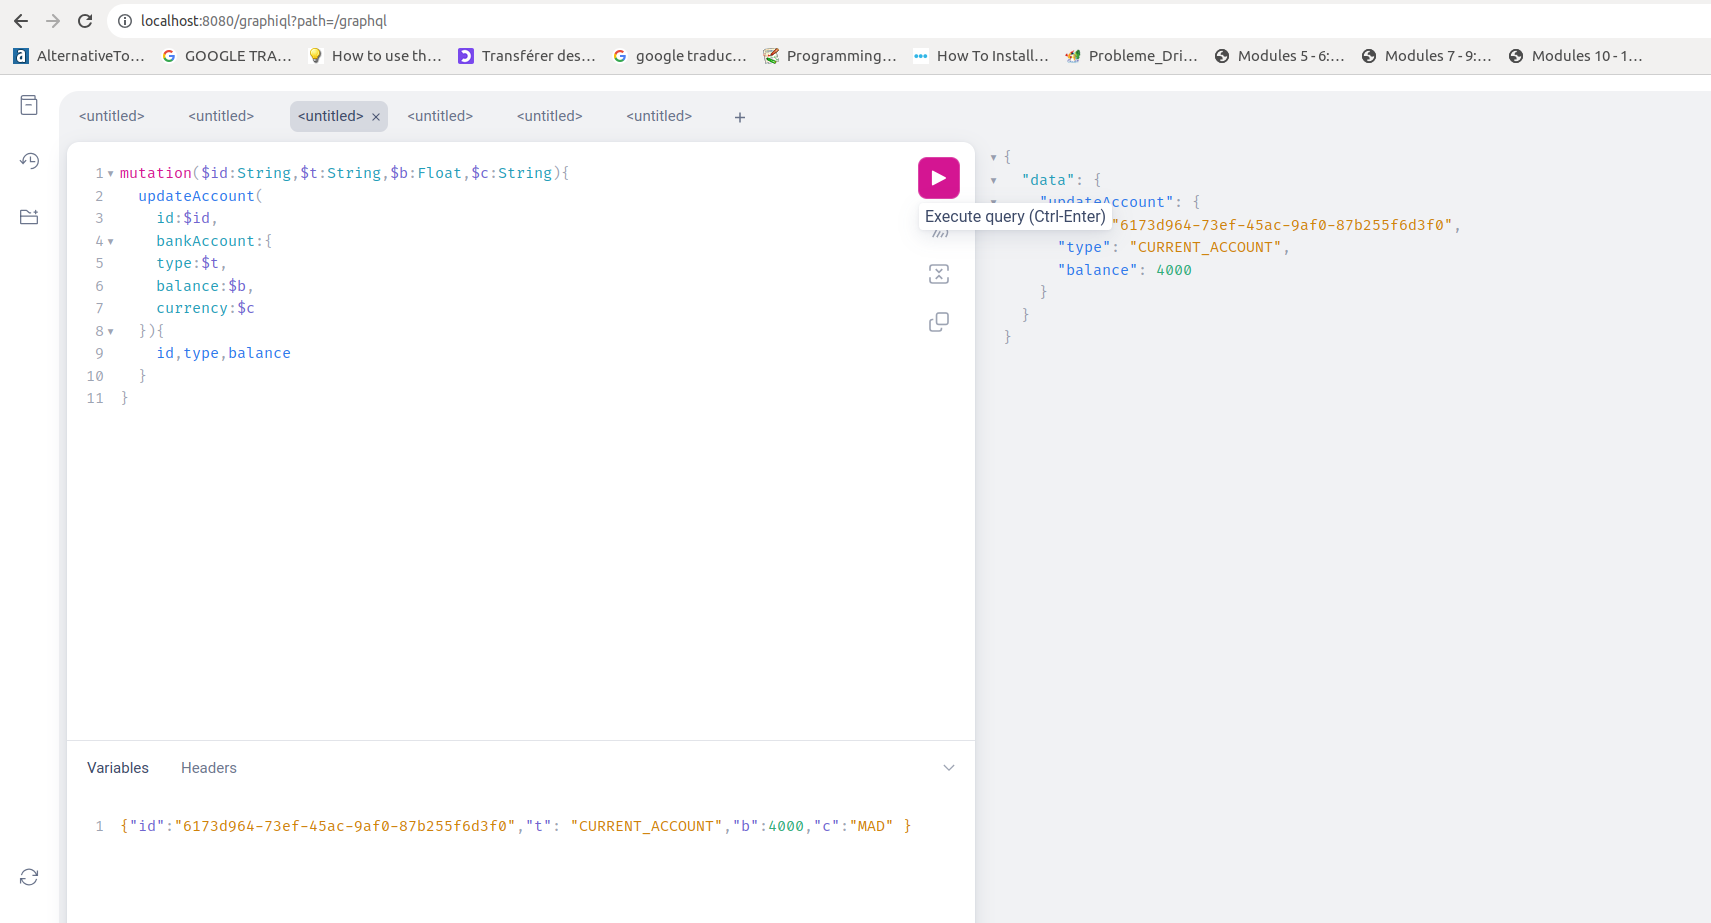 localhost:8080/graphiql?path=/graphql
AlternativeTo... GOOGLE TRA... How to use th... Transférer des... google traduc... Programming,... How To Install... Probleme_Dri... Modules 5 - 6:... Modules 7 - 9:... Modules 10 - 1...
<untitled> <untitled> <untitled> × <untitled> <untitled> <untitled> +
1 mutation($id:String,$t:String,$b:Float,$c:String){
2 updateAccount(
3 id:$id,
4 bankAccount:{
5 type:$t,
6 balance:$b,
7 currency:$c
8 }){
9 id,type,balance
10 }
11 }
Execute query (Ctrl-Enter)
{
"data": {
"updateAccount": {
"6173d964-73ef-45ac-9af0-87b255f6d3f0",
"type": "CURRENT_ACCOUNT",
"balance": 4000
}
}
}
Variables Headers
1 {"id":"6173d964-73ef-45ac-9af0-87b255f6d3f0","t": "CURRENT_ACCOUNT","b":4000,"c":"MAD" }